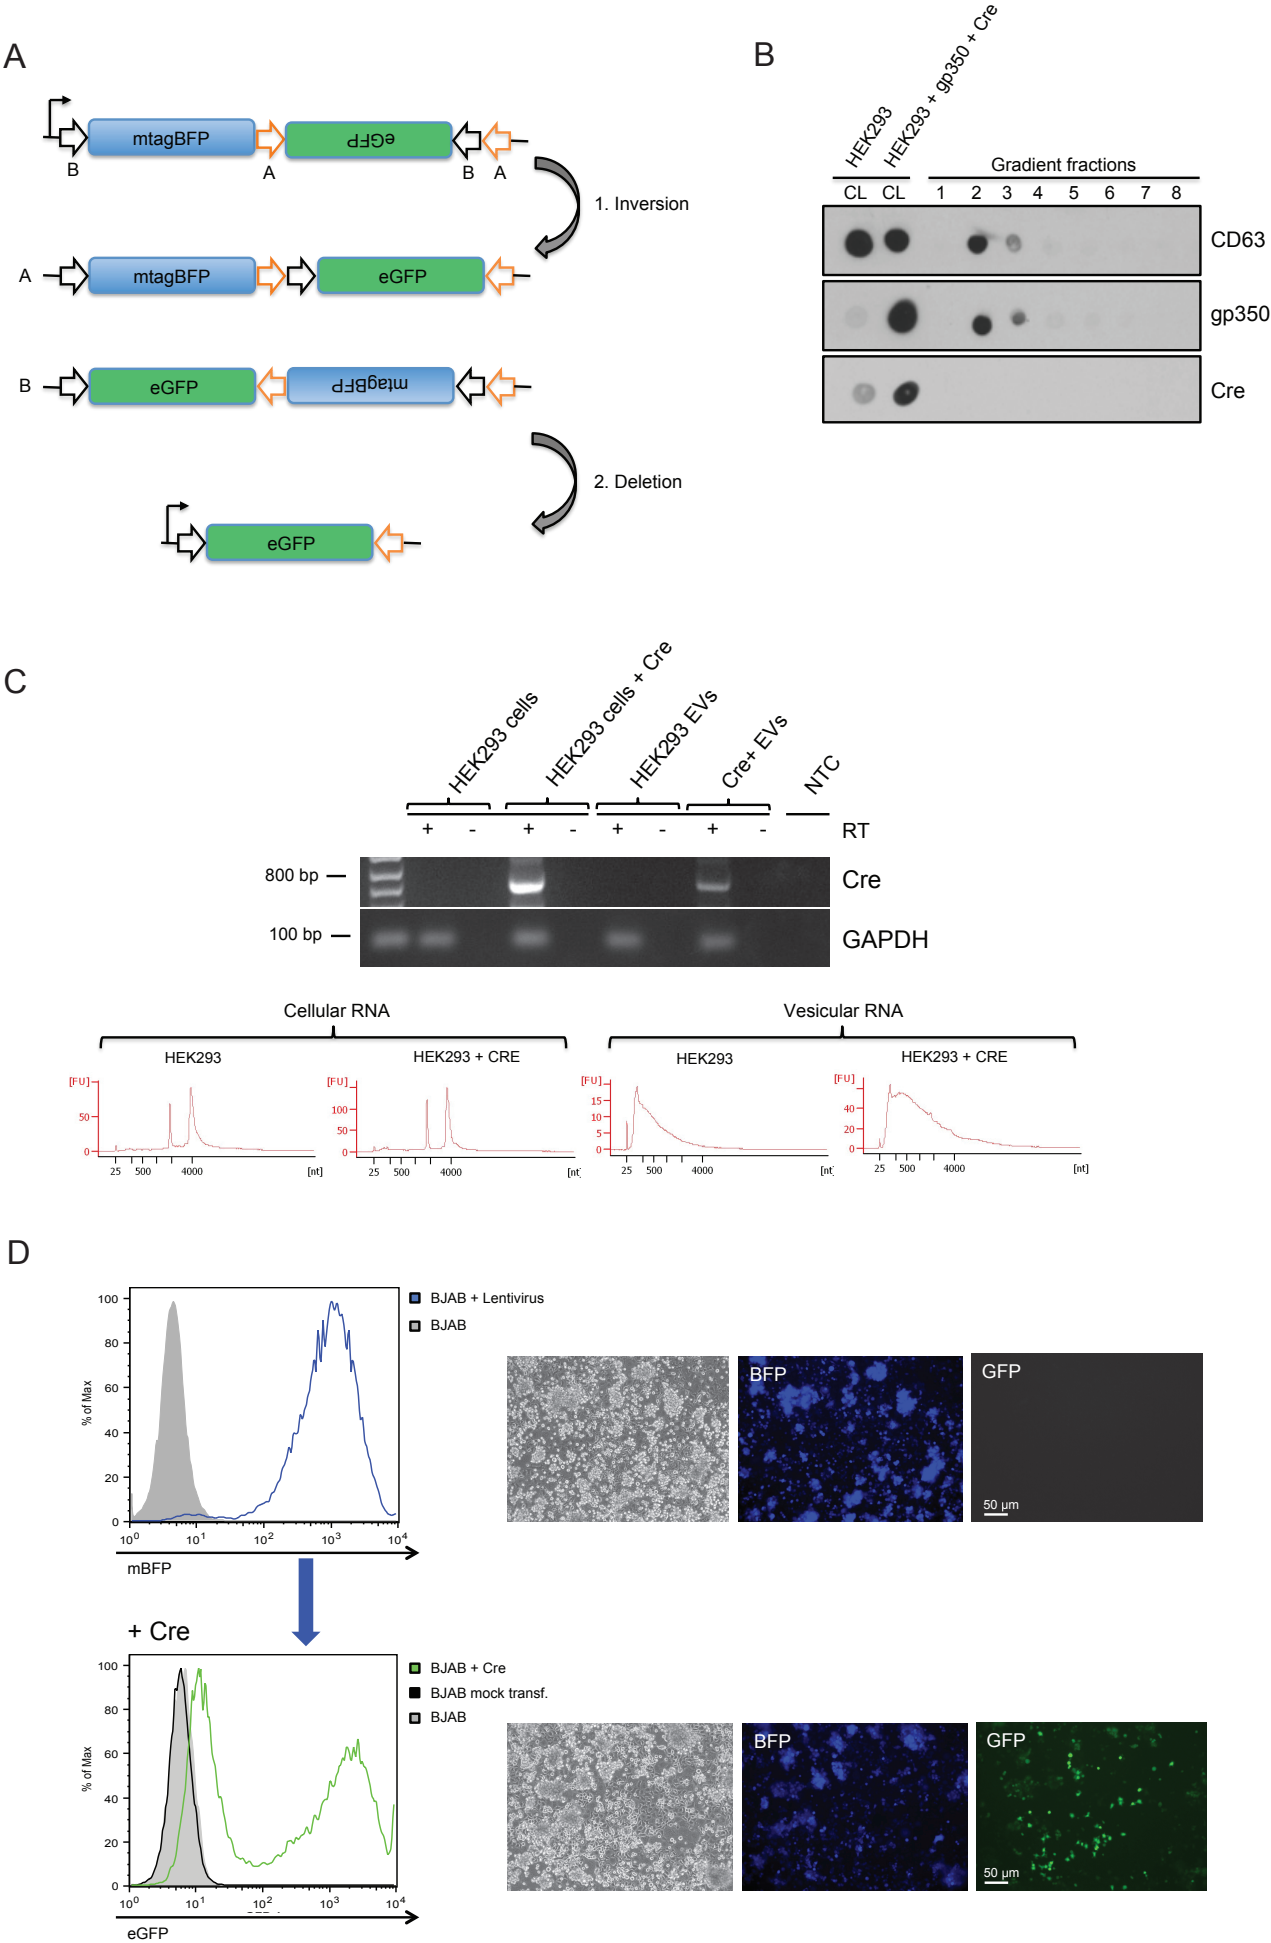 A
mtagBFP
eGFP
B
A
B
A
1. Inversion
A
mtagBFP
eGFP
B
eGFP
mtagBFP
2. Deletion
eGFP
B
HEK293
HEK293 + gp350 + Cre
Gradient fractions
CL CL 1 2 3 4 5 6 7 8
CD63
gp350
Cre
C
HEK293 cells
HEK293 cells + Cre
HEK293 EVs
Cre+ EVs
NTC
+ - + - + - + - RT
800 bp
Cre
100 bp
GAPDH
Cellular RNA
Vesicular RNA
HEK293
HEK293 + CRE
HEK293
HEK293 + CRE
[FU]
50
0
25 500 4000 [nt]
[FU]
100
50
0
25 500 4000 [nt]
[FU]
15
10
5
0
25 500 4000 [nt]
[FU]
40
20
0
25 500 4000 [nt]
D
BJAB + Lentivirus
BJAB
% of Max
100
80
60
40
20
0
10⁰ 10¹ 10² 10³ 10⁴
mBFP
BFP
GFP
50 µm
+ Cre
BJAB + Cre
BJAB mock transf.
BJAB
% of Max
100
80
60
40
20
0
10⁰ 10¹ 10² 10³ 10⁴
eGFP
BFP
GFP
50 µm